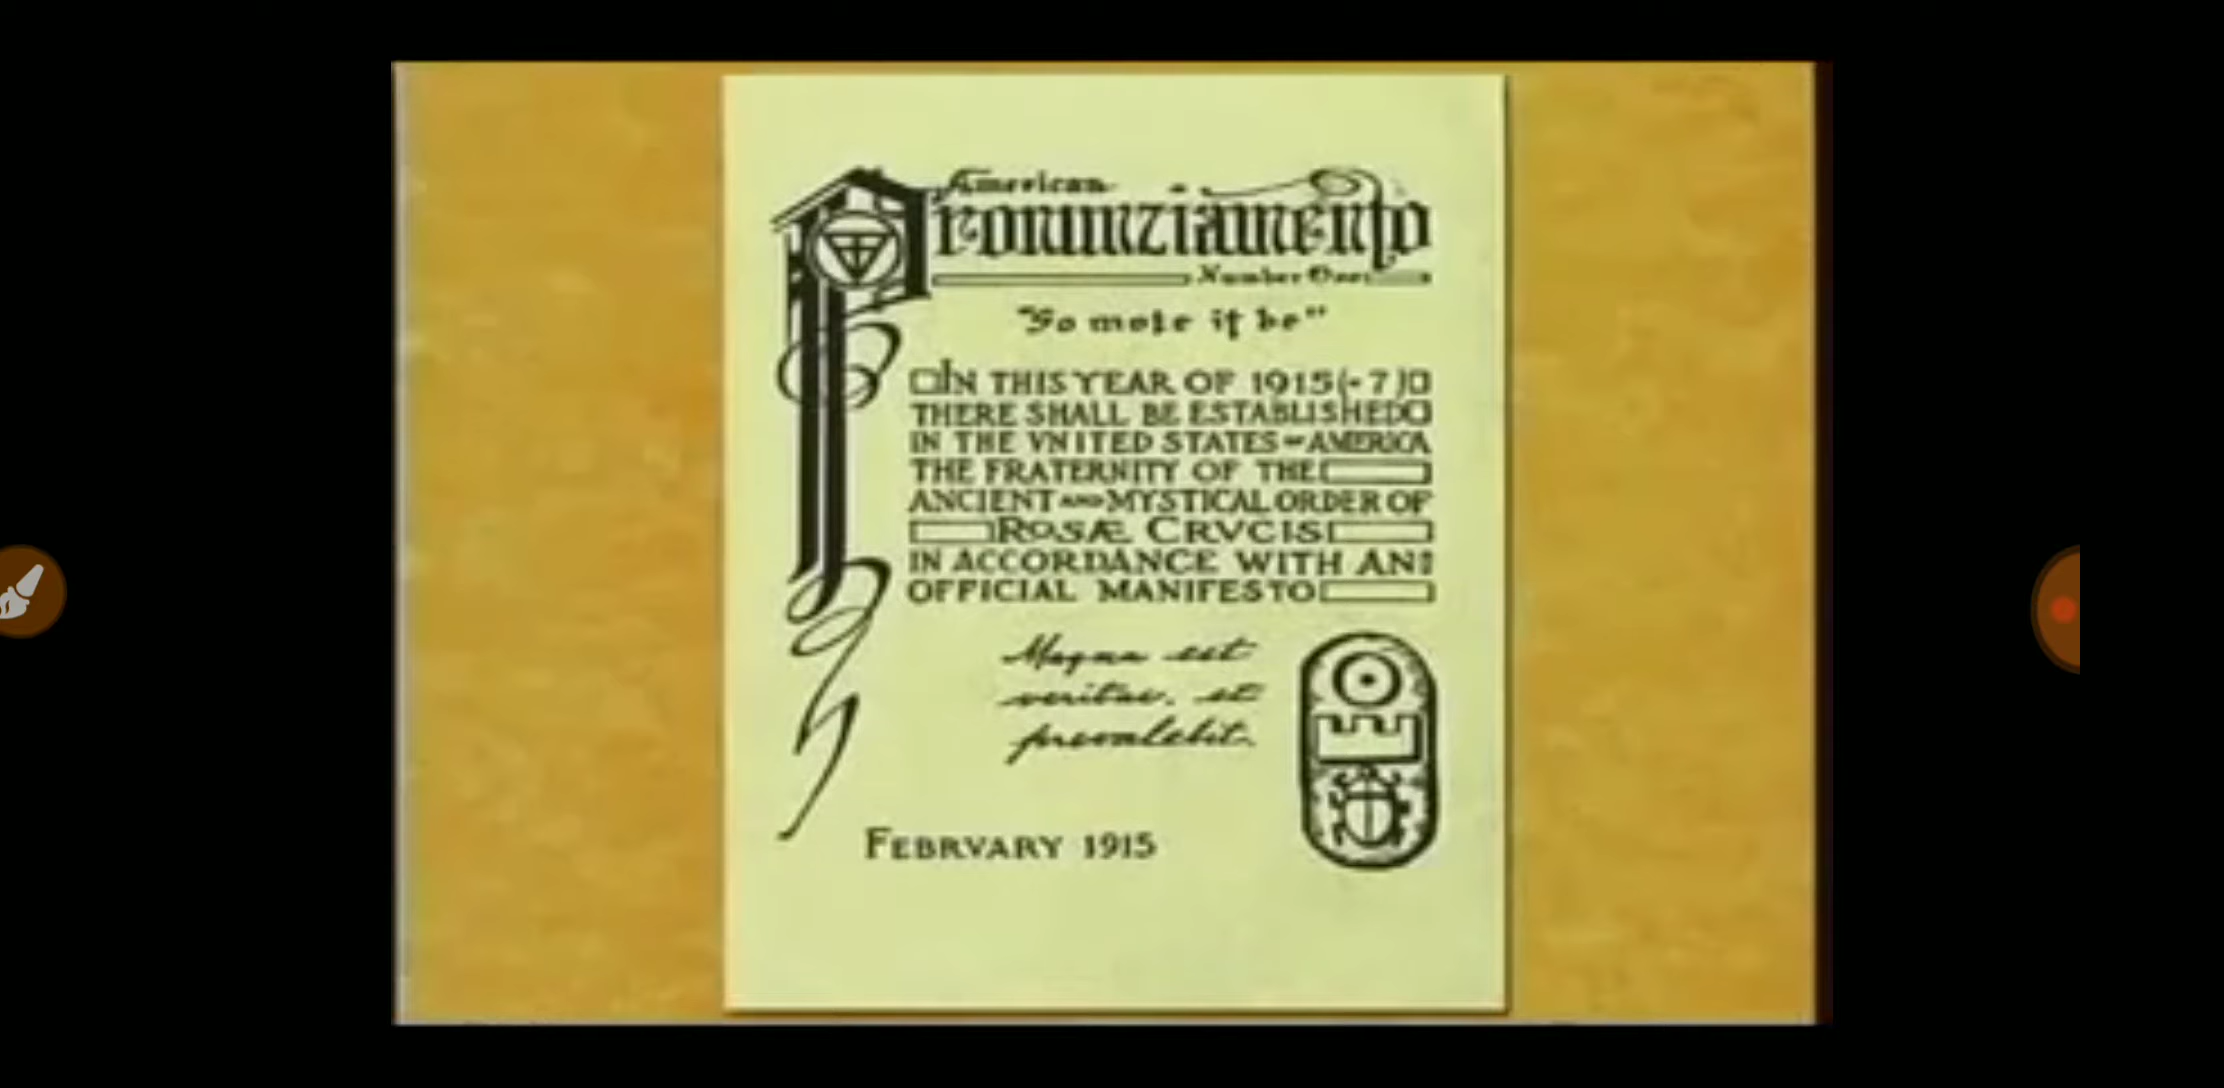 American
Pronunziamento
Number One
"So mote it be"
IN THIS YEAR OF 1915 (=7)
THERE SHALL BE ESTABLISHED
IN THE VNITED STATES OF AMERICA
THE FRATERNITY OF THE
ANCIENT AND MYSTICAL ORDER OF
ROSÆ CRVCIS
IN ACCORDANCE WITH AN
OFFICIAL MANIFESTO
Magna est
veritas, et
prevalebit.
FEBRVARY 1915